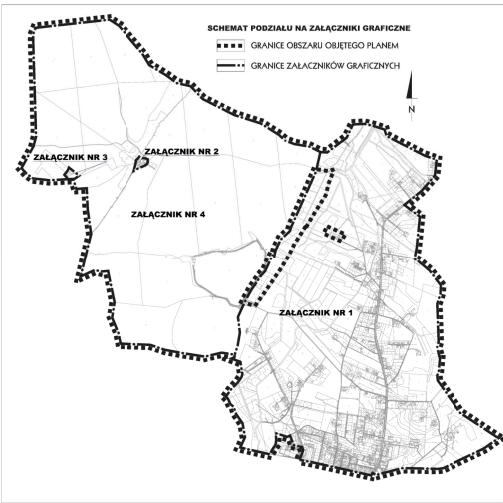 SCHEMAT PODZIAŁU NA ZAŁĄCZNIKI GRAFICZNE
GRANICE OBSZARU OBJĘTEGO PLANEM
GRANICE ZAŁACZNIKÓW GRAFICZNYCH
N
ZAŁĄCZNIK NR 3
ZAŁĄCZNIK NR 2
ZAŁĄCZNIK NR 4
ZAŁĄCZNIK NR 1